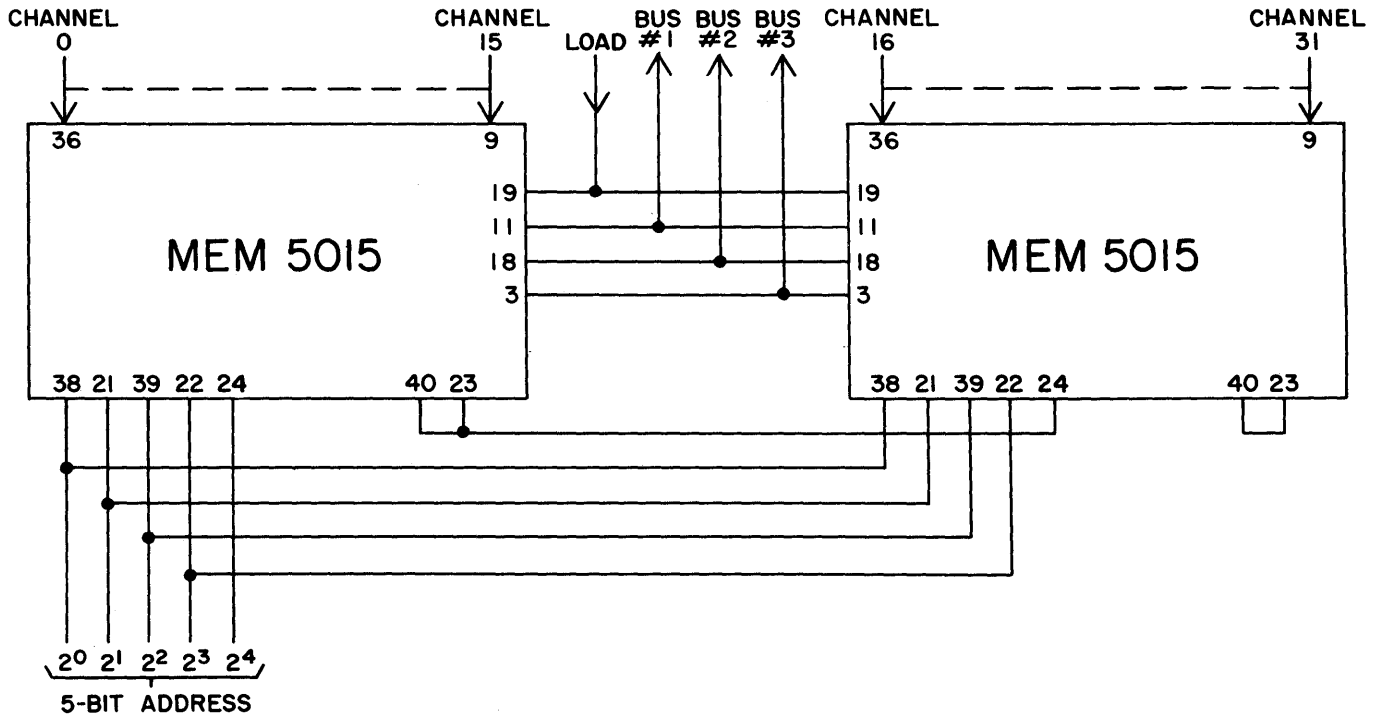 CHANNEL 0
CHANNEL 15
LOAD
BUS #1
BUS #2
BUS #3
CHANNEL 16
CHANNEL 31
36 9
36 9
19 19
11 11
MEM 5015
MEM 5015
18 18
3 3
38 21 39 22 24 40 23
38 21 39 22 24 40 23
2⁰ 2¹ 2² 2³ 2⁴
5-BIT ADDRESS